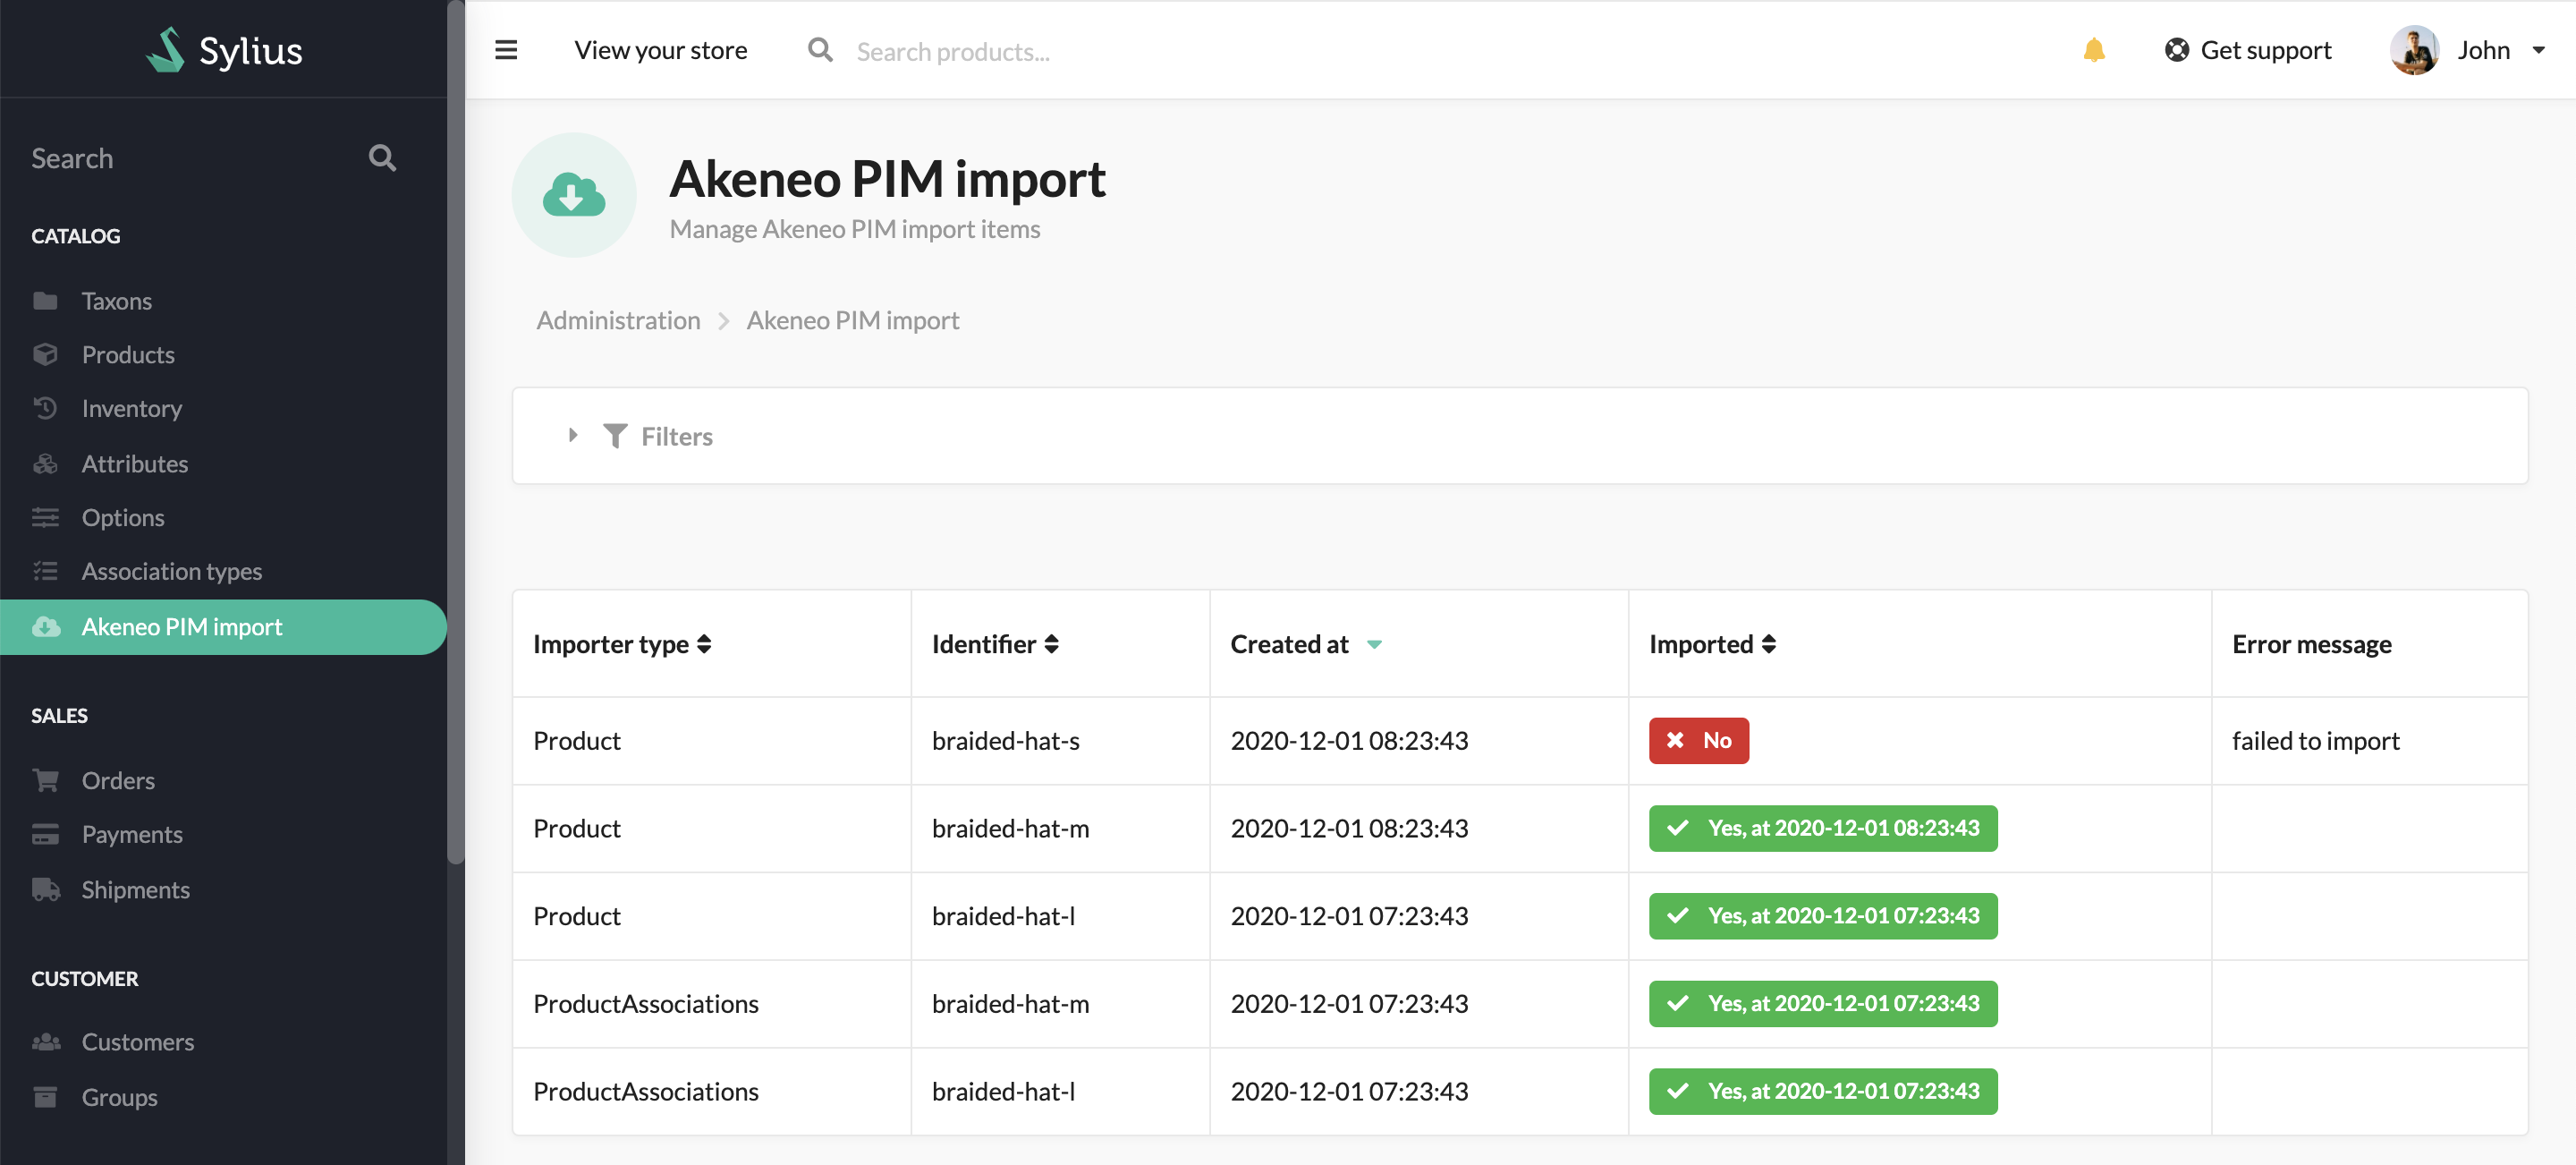 Sylius
View your store
Search products...
Get support
John
Search
CATALOG
Taxons
Products
Inventory
Attributes
Options
Association types
Akeneo PIM import
SALES
Orders
Payments
Shipments
CUSTOMER
Customers
Groups
Akeneo PIM import
Manage Akeneo PIM import items
Administration Akeneo PIM import
Filters
Importer type Identifier Created at Imported Error message
Product braided-hat-s 2020-12-01 08:23:43 No failed to import
Product braided-hat-m 2020-12-01 08:23:43 Yes, at 2020-12-01 08:23:43
Product braided-hat-l 2020-12-01 07:23:43 Yes, at 2020-12-01 07:23:43
ProductAssociations braided-hat-m 2020-12-01 07:23:43 Yes, at 2020-12-01 07:23:43
ProductAssociations braided-hat-l 2020-12-01 07:23:43 Yes, at 2020-12-01 07:23:43